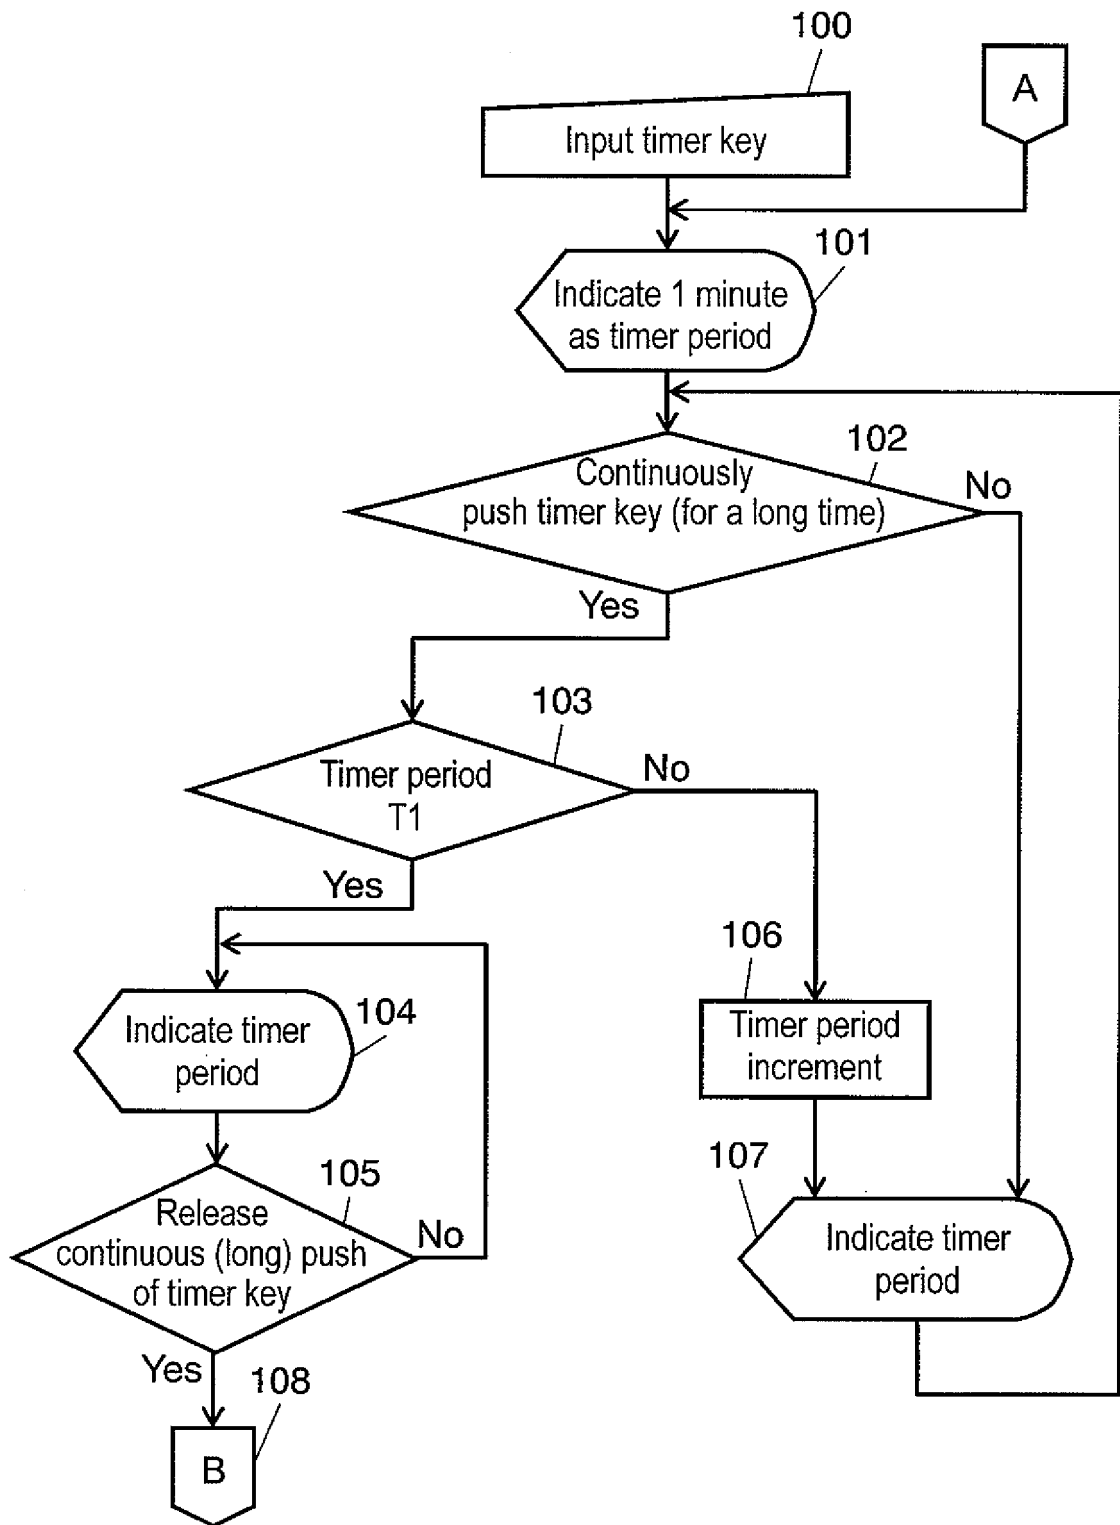 100
A
Input timer key
101
Indicate 1 minute
as timer period
102
Continuously
push timer key (for a long time)
No
Yes
103
Timer period
T1
No
Yes
106
104
Indicate timer
period
Timer period
increment
105
107
Release
continuous (long) push
of timer key
No
Indicate timer
period
Yes
108
B